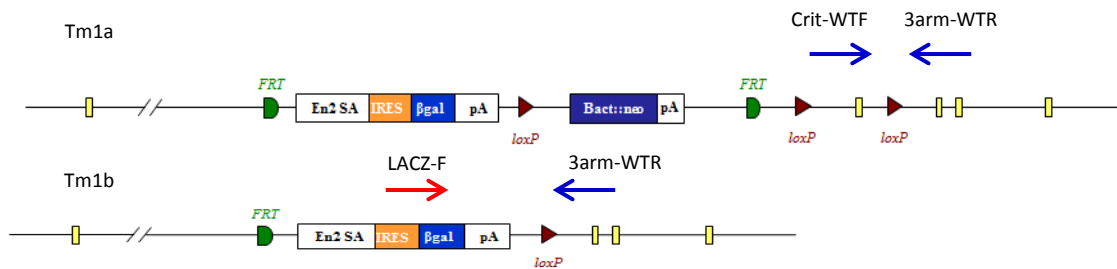 Crit-WTF 3arm-WTR
Tm1a
FRT FRT
En2 SA IRES βgal pA Bact::neo pA
loxP loxP loxP
LACZ-F 3arm-WTR
Tm1b
FRT
En2 SA IRES βgal pA
loxP